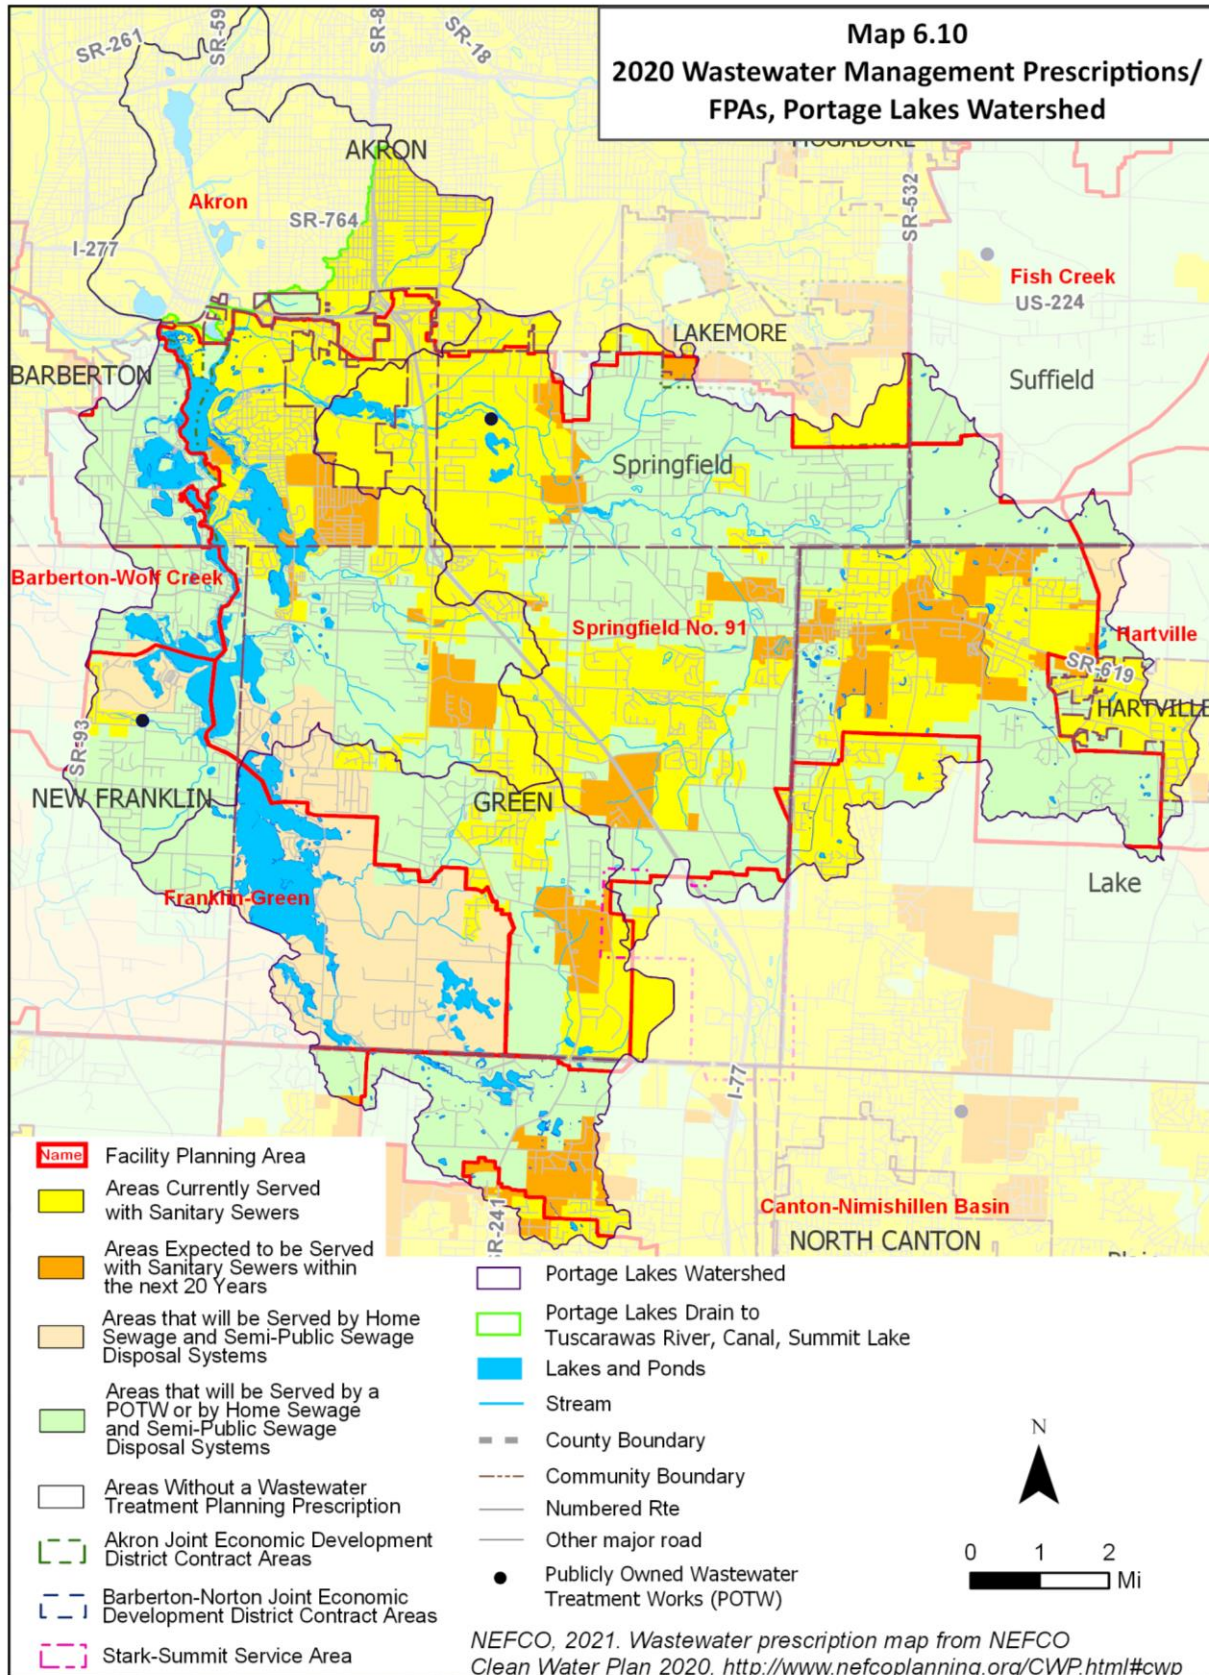 Map 6.10
2020 Wastewater Management Prescriptions/
FPAs, Portage Lakes Watershed
SR-261
SR-59
SR-8
SR-18
AKRON
MOGADORE
Akron
SR-764
SR-532
I-277
Fish Creek
US-224
LAKEMORE
BARBERTON
Suffield
Springfield
Barberton-Wolf Creek
Springfield No. 91
Hartville
SR-619
HARTVILLE
SR-93
NEW FRANKLIN
GREEN
Lake
Franklin-Green
I-77
SR-241
Canton-Nimishillen Basin
NORTH CANTON
Name
Facility Planning Area
Areas Currently Served
with Sanitary Sewers
Areas Expected to be Served
with Sanitary Sewers within
the next 20 Years
Areas that will be Served by Home
Sewage and Semi-Public Sewage
Disposal Systems
Areas that will be Served by a
POTW or by Home Sewage
and Semi-Public Sewage
Disposal Systems
Areas Without a Wastewater
Treatment Planning Prescription
Akron Joint Economic Development
District Contract Areas
Barberton-Norton Joint Economic
Development District Contract Areas
Stark-Summit Service Area
Portage Lakes Watershed
Portage Lakes Drain to
Tuscarawas River, Canal, Summit Lake
Lakes and Ponds
Stream
County Boundary
Community Boundary
Numbered Rte
Other major road
Publicly Owned Wastewater
Treatment Works (POTW)
N
0 1 2
Mi
NEFCO, 2021. Wastewater prescription map from NEFCO
Clean Water Plan 2020. http://www.nefcoplanning.org/CWP.html#cwp